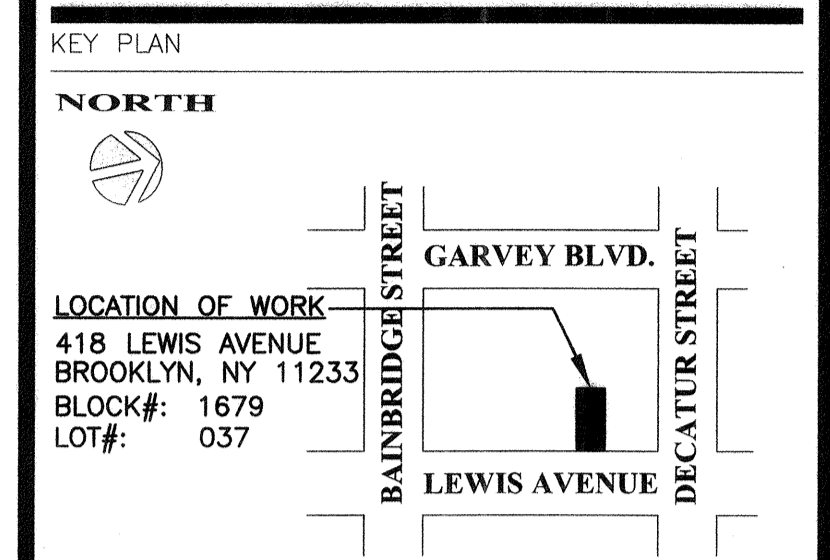 KEY PLAN
NORTH
BAINBRIDGE STREET
GARVEY BLVD.
DECATUR STREET
LOCATION OF WORK
418 LEWIS AVENUE
BROOKLYN, NY 11233
BLOCK#: 1679
LOT#: 037
LEWIS AVENUE